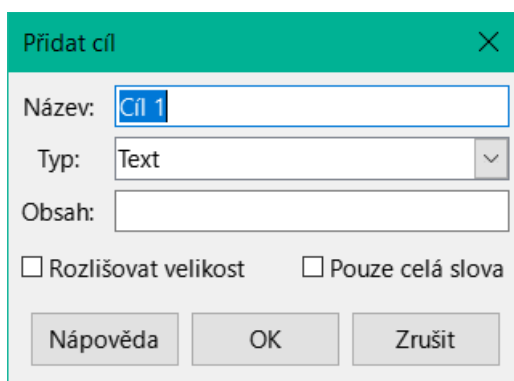 Přidat cíl
Název: Cíl 1
Typ: Text
Obsah:
Rozlišovat velikost Pouze celá slova
Nápověda OK Zrušit